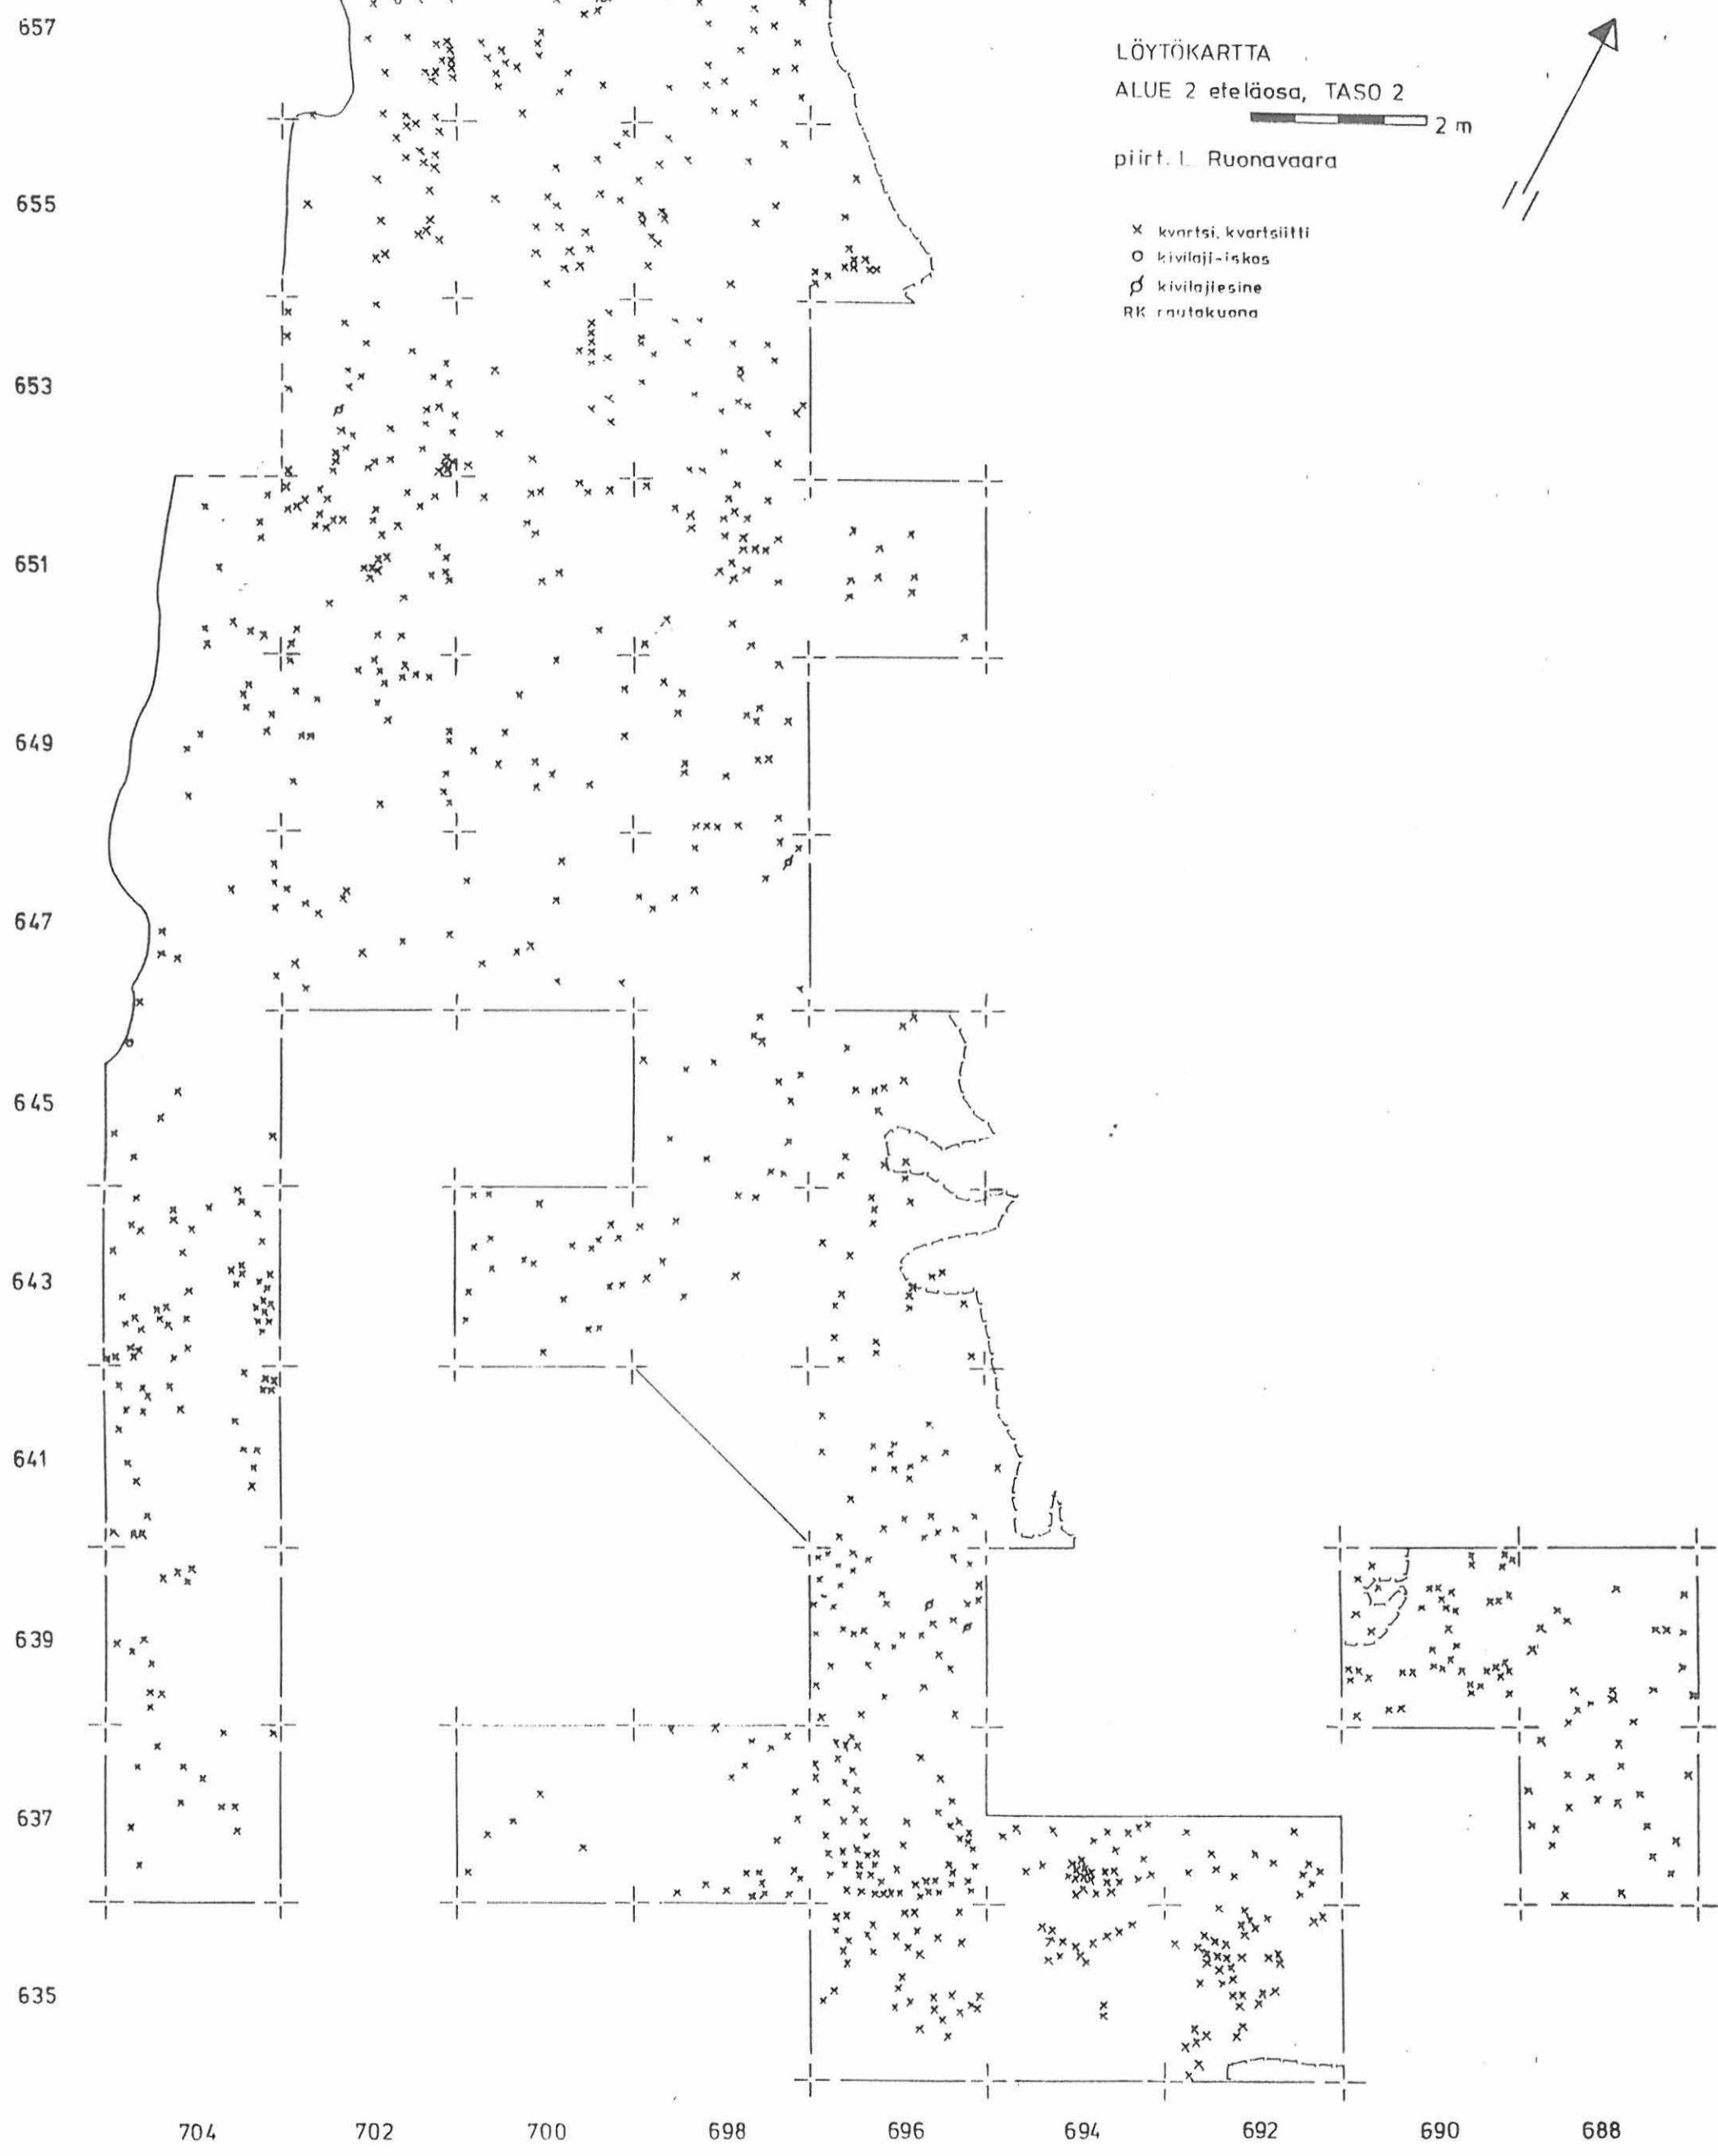 LÖYTÖKARTTA
ALUE 2 eteläosa, TASO 2
2 m
piirt. L. Ruonavaara
x kvartsi, kvartsiitti
o kivilaji-iskos
kivilajiesine
RK rautakuona
657
655
653
651
649
647
645
643
641
639
637
635
704 702 700 698 696 694 692 690 688